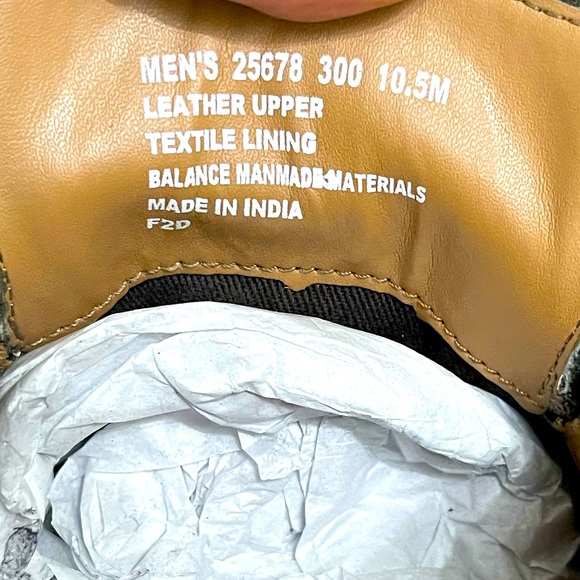 MEN'S 25678 300 10.5M
LEATHER UPPER
TEXTILE LINING
BALANCE MANMADE MATERIALS
MADE IN INDIA
F2D